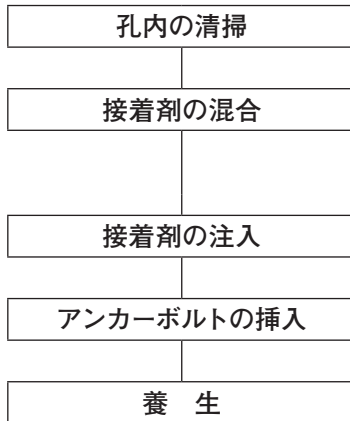 孔内の清掃
接着剤の混合
接着剤の注入
アンカーボルトの挿入
養　生